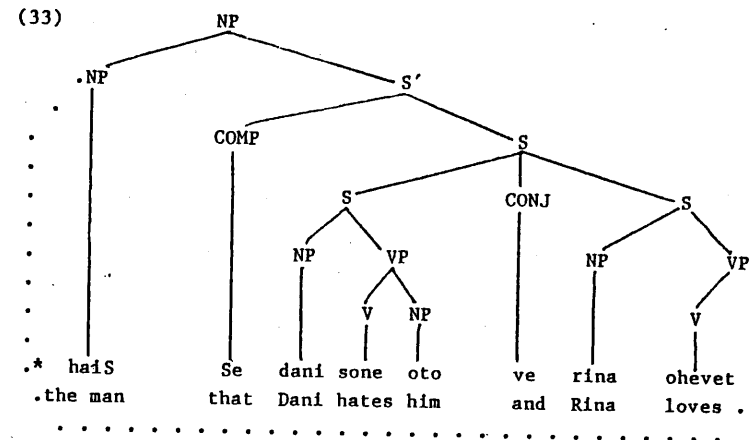 (33)
NP
NP S′
COMP S
S CONJ S
NP VP NP VP
V NP V
* haiS Se dani sone oto ve rina ohevet
the man that Dani hates him and Rina loves .